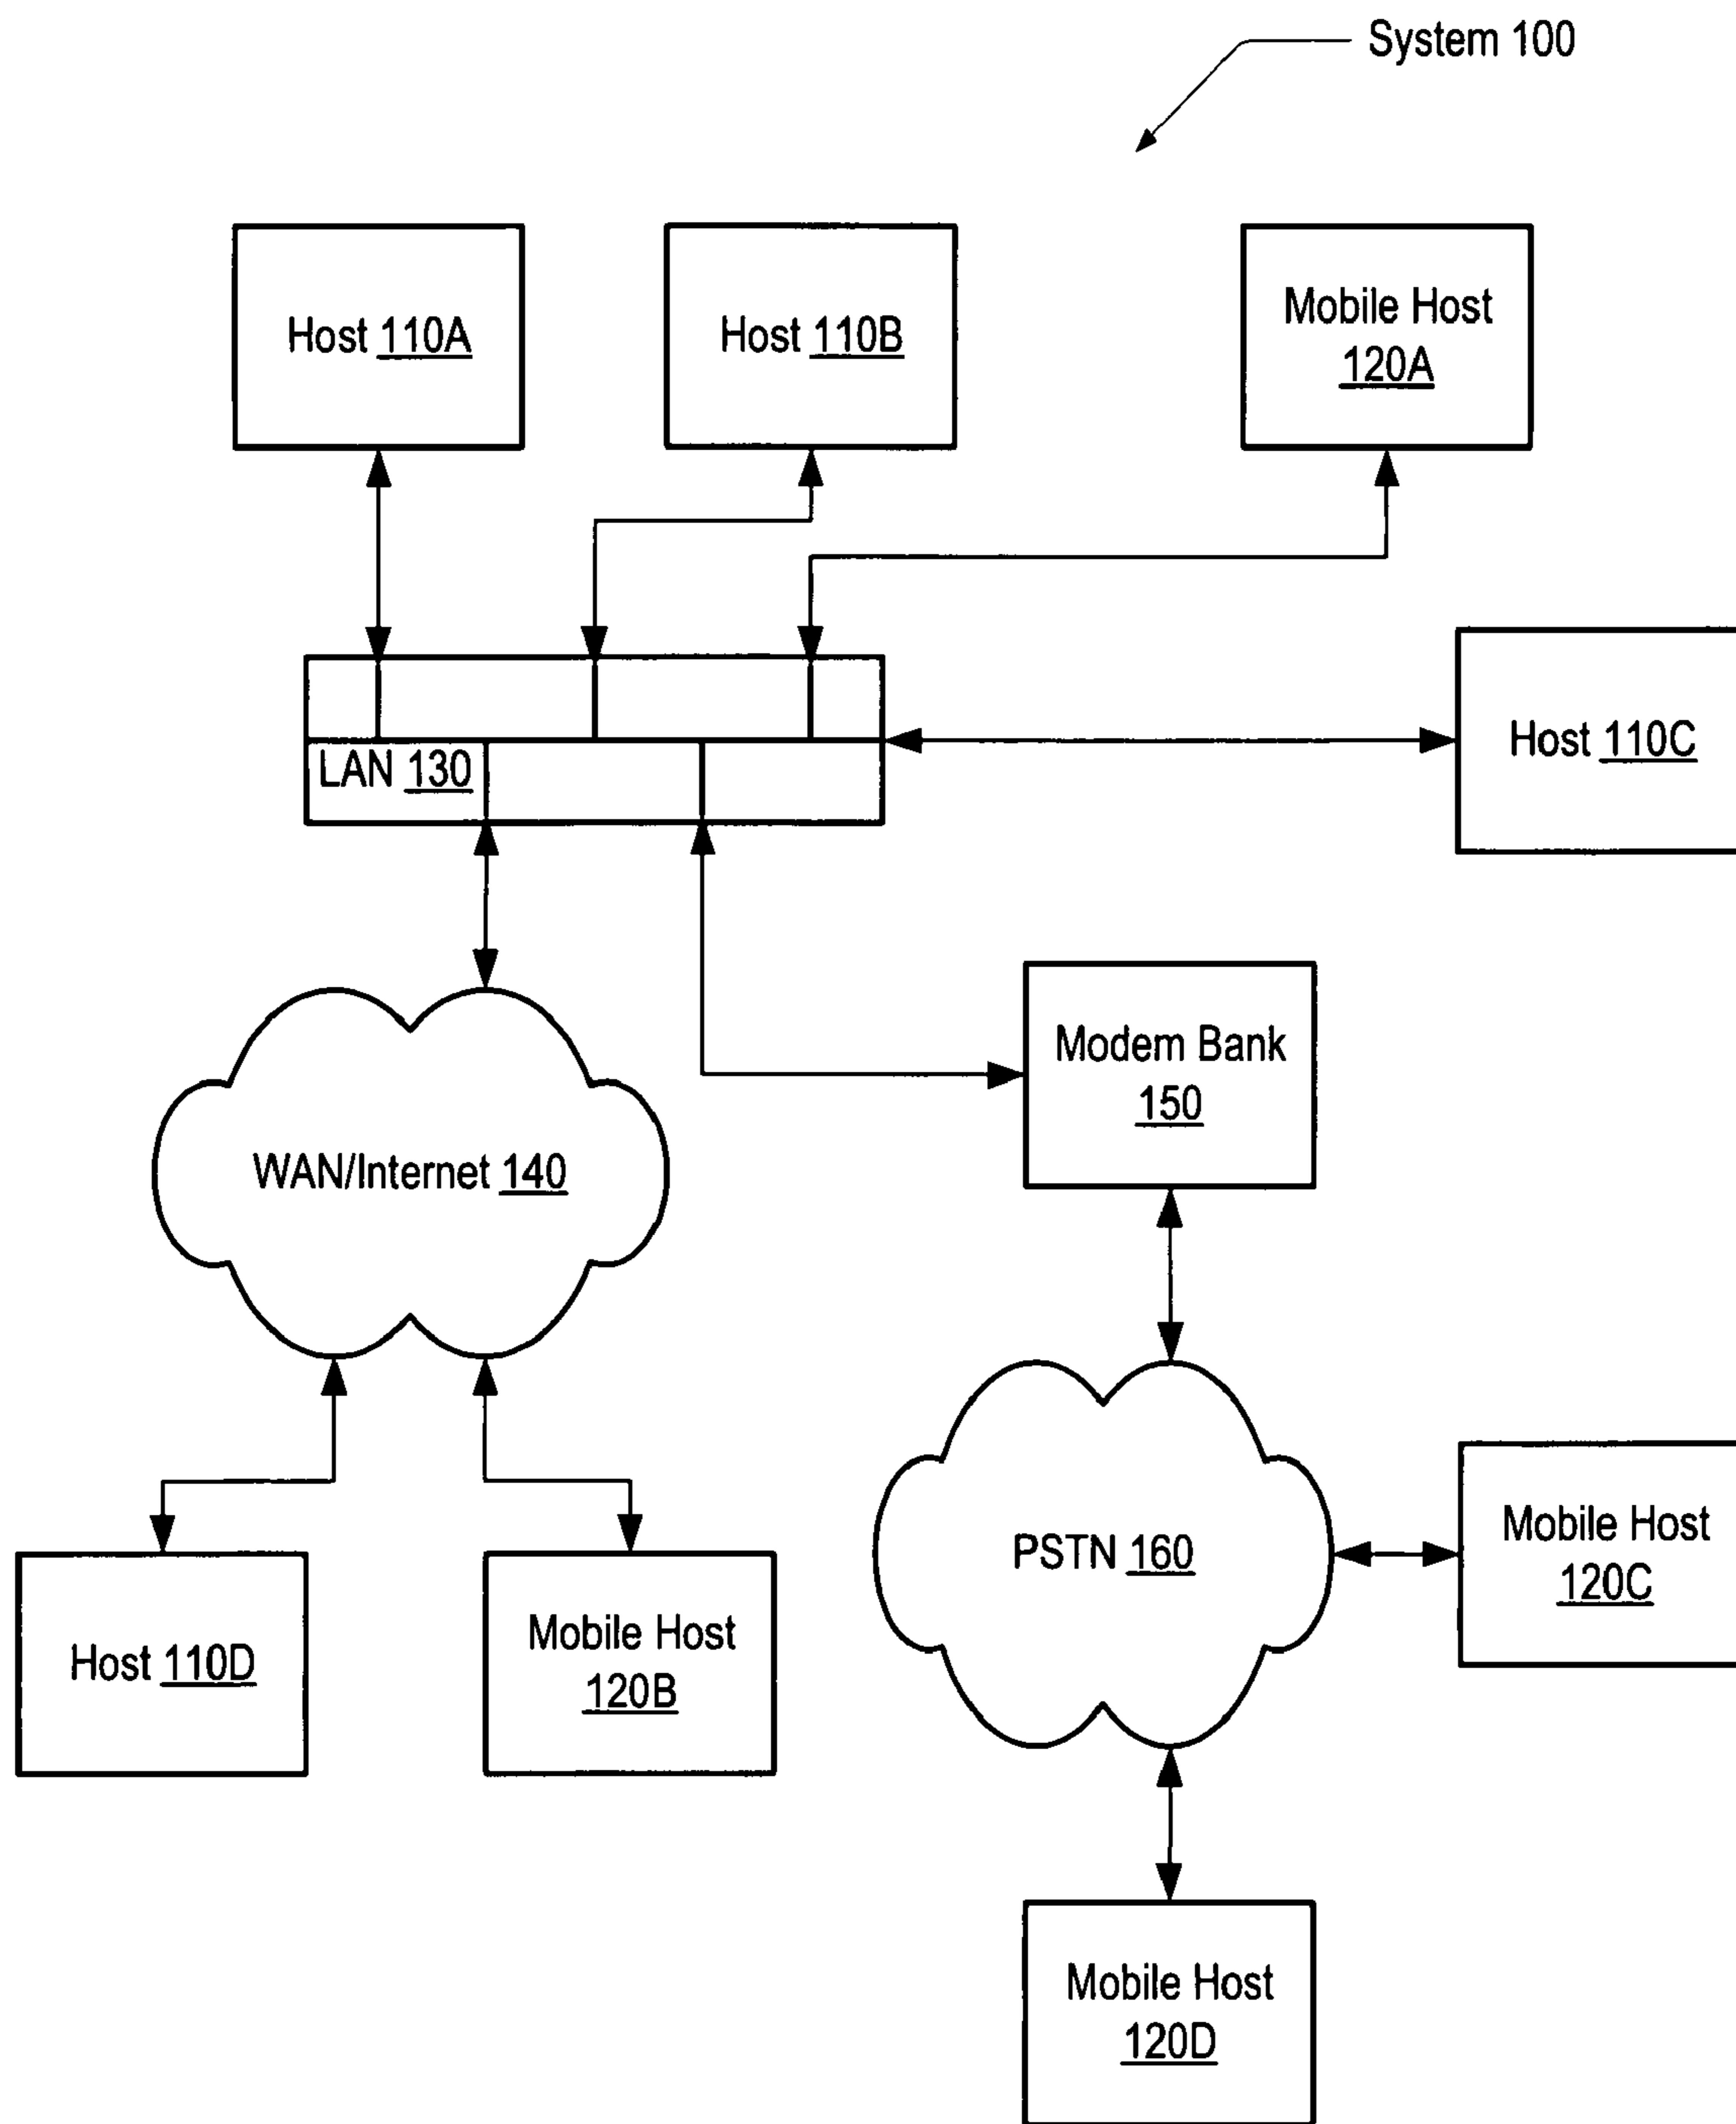 System 100
Host 110A
Host 110B
Mobile Host
120A
Host 110C
LAN 130
Modem Bank
150
WAN/Internet 140
PSTN 160
Mobile Host
120C
Host 110D
Mobile Host
120B
Mobile Host
120D